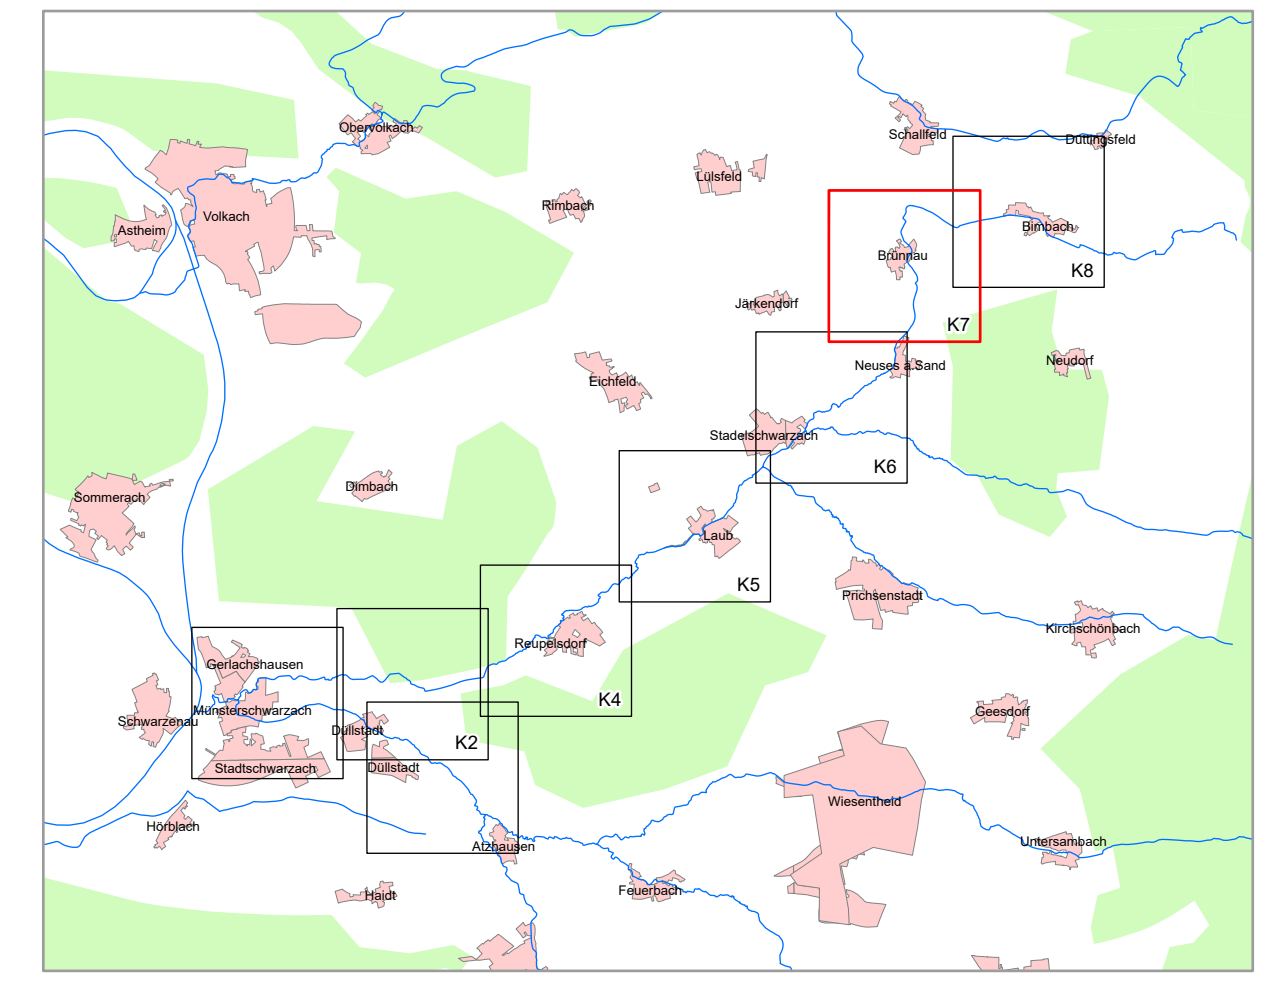 Obervolkach
Schallfeld
Düttingsfeld
Lülsfeld
Rimbach
Volkach
Astheim
Bimbach
Brünnau
K8
Järkendorf
K7
Neudorf
Neuses a.Sand
Eichfeld
Stadelschwarzach
K6
Dimbach
Sommerach
Laub
K5
Prichsenstadt
Kirchschönbach
Reupelsdorf
Gerlachshausen
K4
Münsterschwarzach
Geesdorf
Schwarzenau
Düllstadt
K2
Stadtschwarzach
Düllstadt
Wiesentheid
Hörblach
Atzhausen
Untersambach
Feuerbach
Haidt